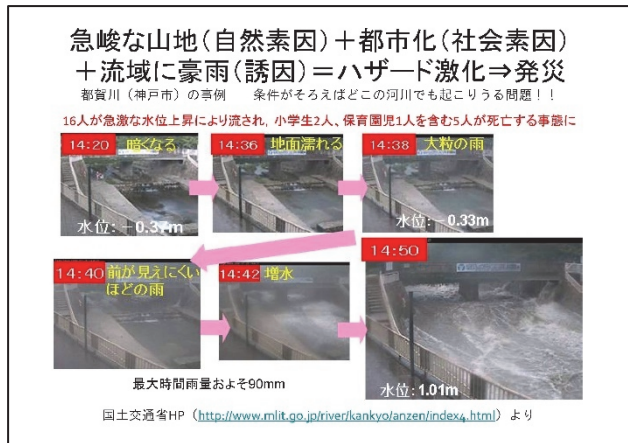 急峻な山地（自然素因）＋都市化（社会素因）
＋流域に豪雨（誘因）＝ハザード激化⇒発災
都賀川（神戸市）の事例　条件がそろえばどこの河川でも起こりうる問題！！
16人が急激な水位上昇により流され，小学生2人、保育園児1人を含む5人が死亡する事態に
14:20 暗くなる
水位：－0.37m
14:36 地面濡れる
14:38 大粒の雨
水位：－0.33m
14:40 前が見えにくい
ほどの雨
14:42 増水
14:50
水位：1.01m
最大時間雨量およそ90mm
国土交通省HP（http://www.mlit.go.jp/river/kankyo/anzen/index4.html）より